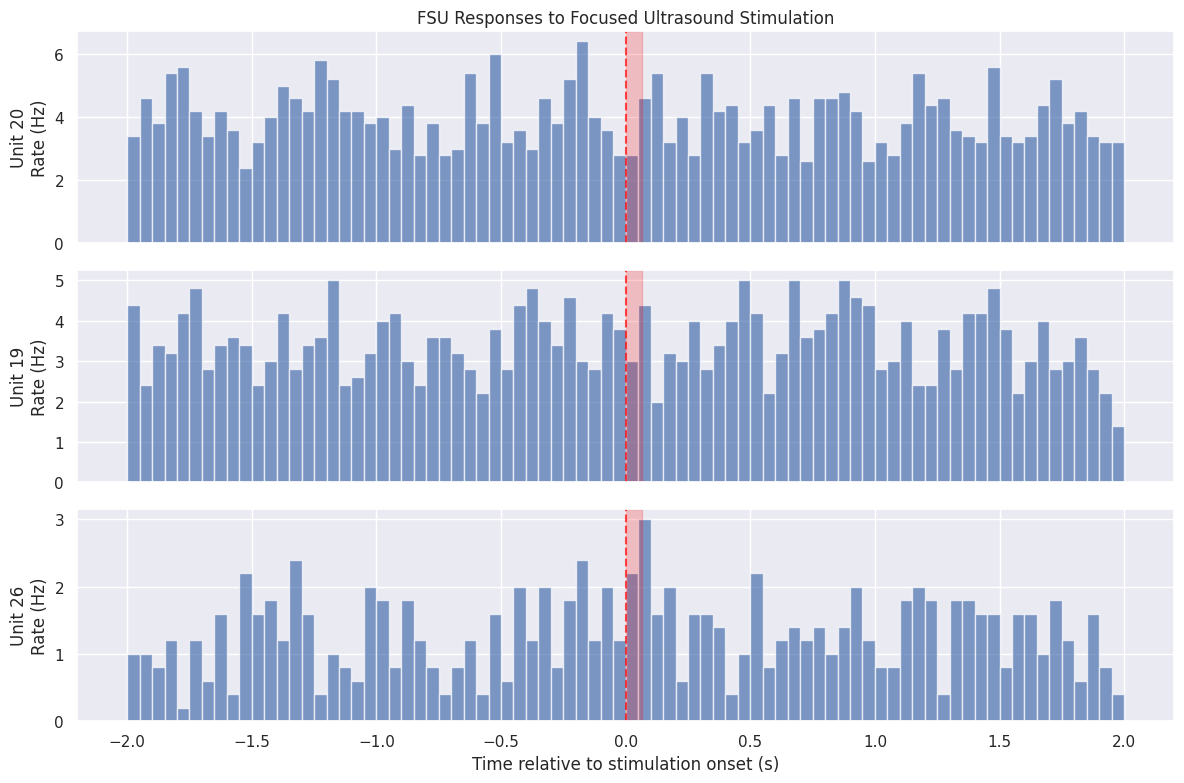 FSU Responses to Focused Ultrasound Stimulation
Unit 20
Rate (Hz)
6
4
2
0
Unit 19
Rate (Hz)
5
4
3
2
1
0
Unit 26
Rate (Hz)
3
2
1
0
−2.0 −1.5 −1.0 −0.5 0.0 0.5 1.0 1.5 2.0
Time relative to stimulation onset (s)